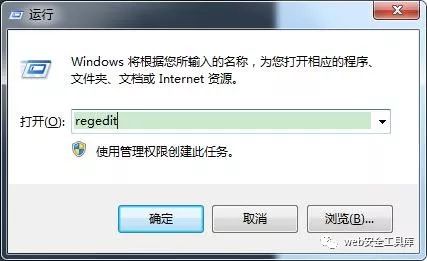 运行
Windows 将根据您所输入的名称，为您打开相应的程序、
文件夹、文档或 Internet 资源。
打开(O): regedit
使用管理权限创建此任务。
确定 取消 浏览(B)...
web安全工具库